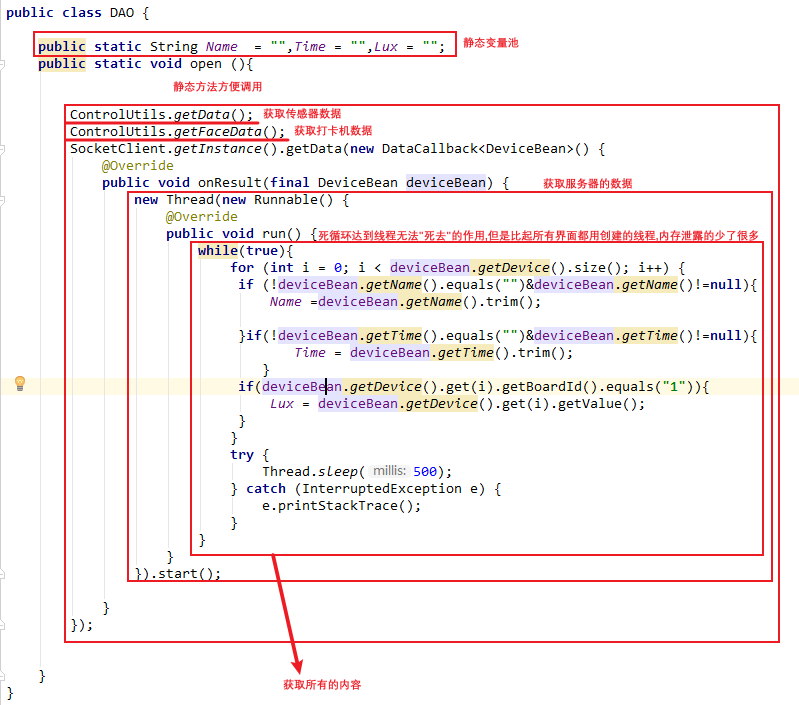 public class DAO {
public static String Name  = "",Time = "",Lux = "";
静态变量池
public static void open (){
静态方法方便调用
ControlUtils.getData();
获取传感器数据
ControlUtils.getFaceData();
获取打卡机数据
SocketClient.getInstance().getData(new DataCallback<DeviceBean>() {
@Override
public void onResult(final DeviceBean deviceBean) {
获取服务器的数据
new Thread(new Runnable() {
@Override
public void run() {
死循环达到线程无法"死去"的作用,但是比起所有界面都用创建的线程,内存泄露的少了很多
while(true){
for (int i = 0; i < deviceBean.getDevice().size(); i++) {
if (!deviceBean.getName().equals("")&deviceBean.getName()!=null){
Name =deviceBean.getName().trim();
}if(!deviceBean.getTime().equals("")&deviceBean.getTime()!=null){
Time = deviceBean.getTime().trim();
}
if(deviceBean.getDevice().get(i).getBoardId().equals("1")){
Lux = deviceBean.getDevice().get(i).getValue();
}
}
try {
Thread.sleep( millis: 500);
} catch (InterruptedException e) {
e.printStackTrace();
}
}
}
}).start();
}
});
获取所有的内容
}
}